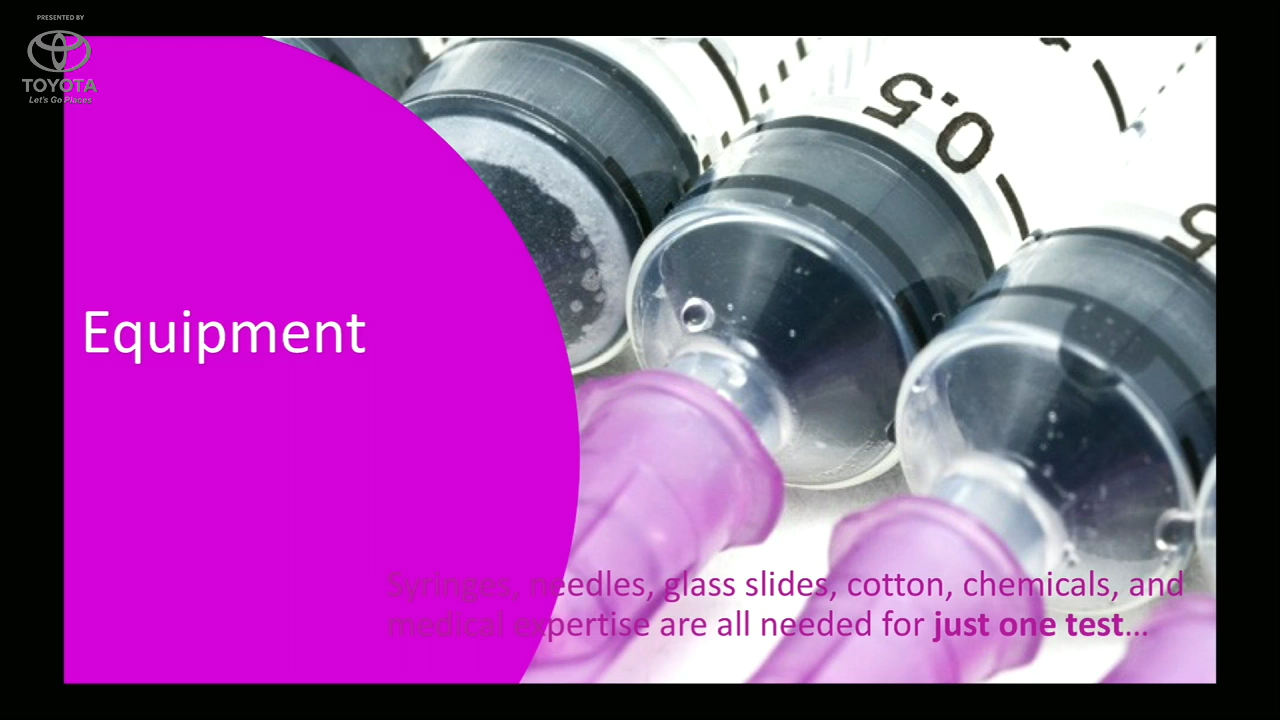 PRESENTED BY
TOYOTA
Let's Go Places
0.5
5
Equipment
Syringes, needles, glass slides, cotton, chemicals, and
medical expertise are all needed for just one test...